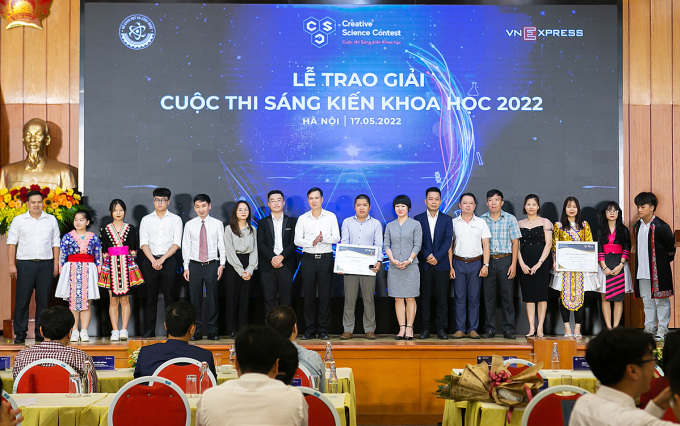 CSSC
Creative
Science Contest
Cuộc thi Sáng kiến Khoa học
VNEXPRESS
LỄ TRAO GIẢI
CUỘC THI SÁNG KIẾN KHOA HỌC 2022
HÀ NỘI | 17.05.2022